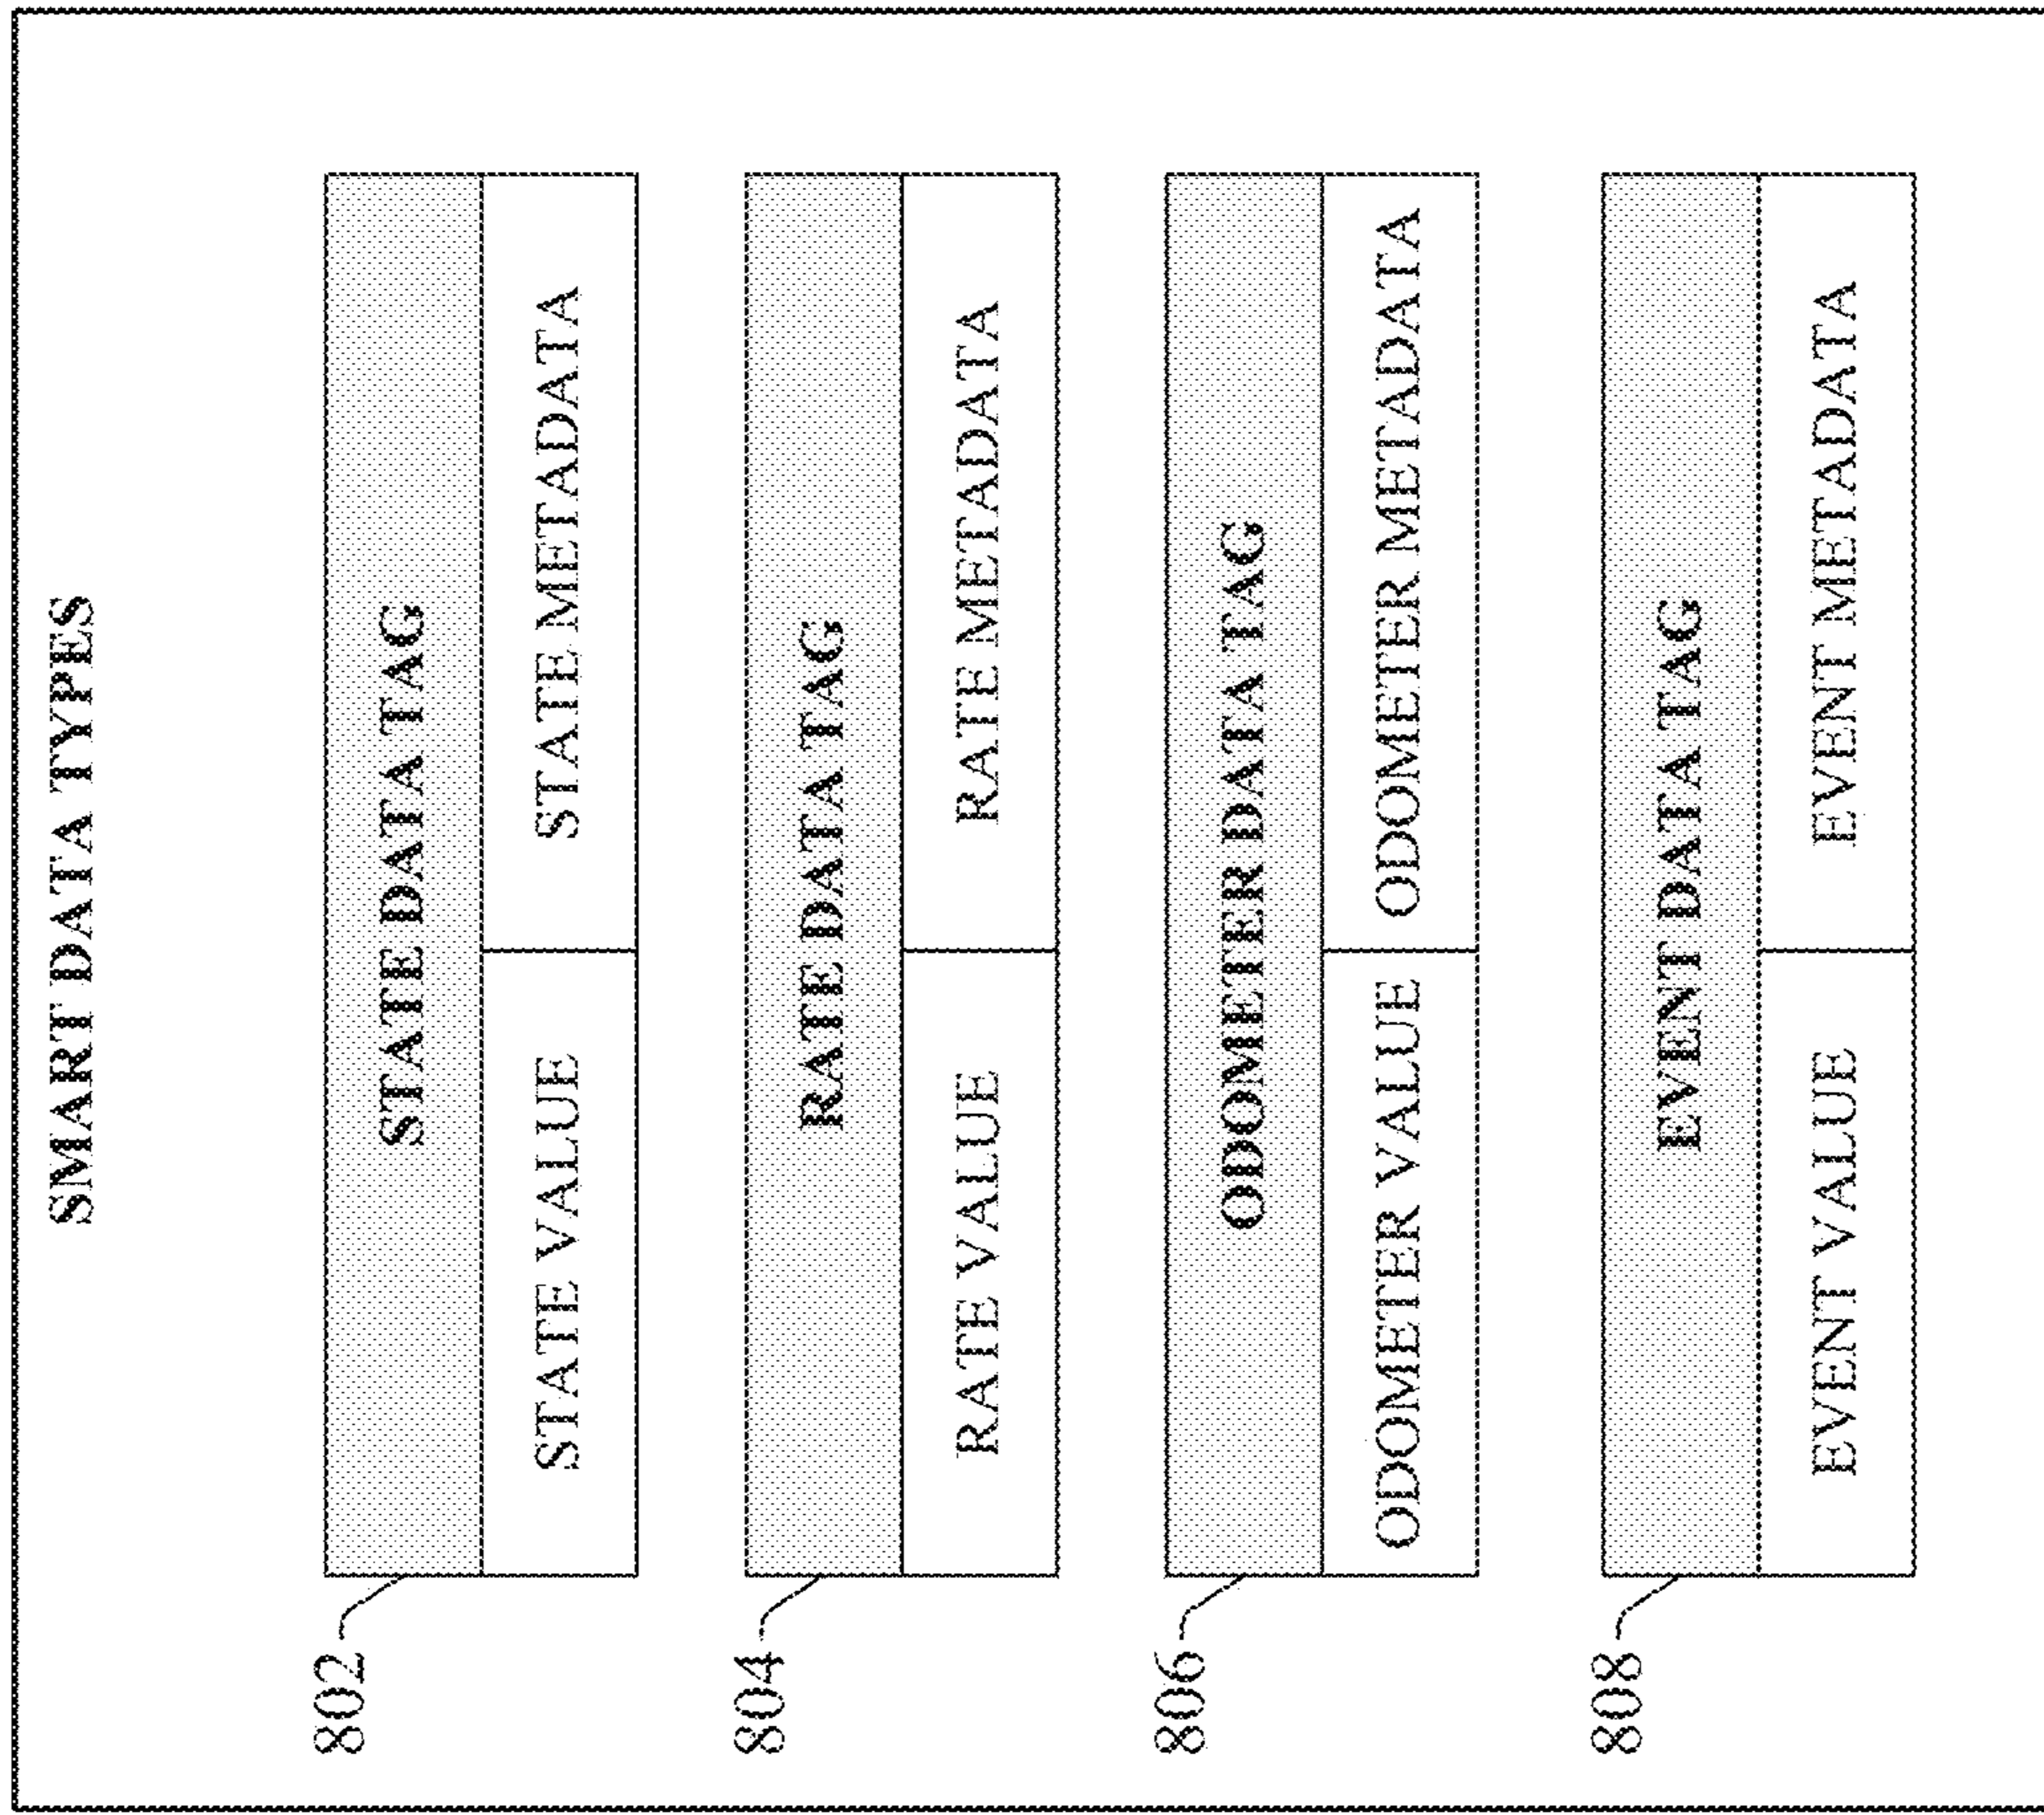 SMART DATA TYPES
802
STATE DATA TAG
STATE VALUE
STATE METADATA
804
RATE DATA TAG
RATE VALUE
RATE METADATA
806
ODOMETER DATA TAG
ODOMETER VALUE
ODOMETER METADATA
808
EVENT DATA TAG
EVENT VALUE
EVENT METADATA